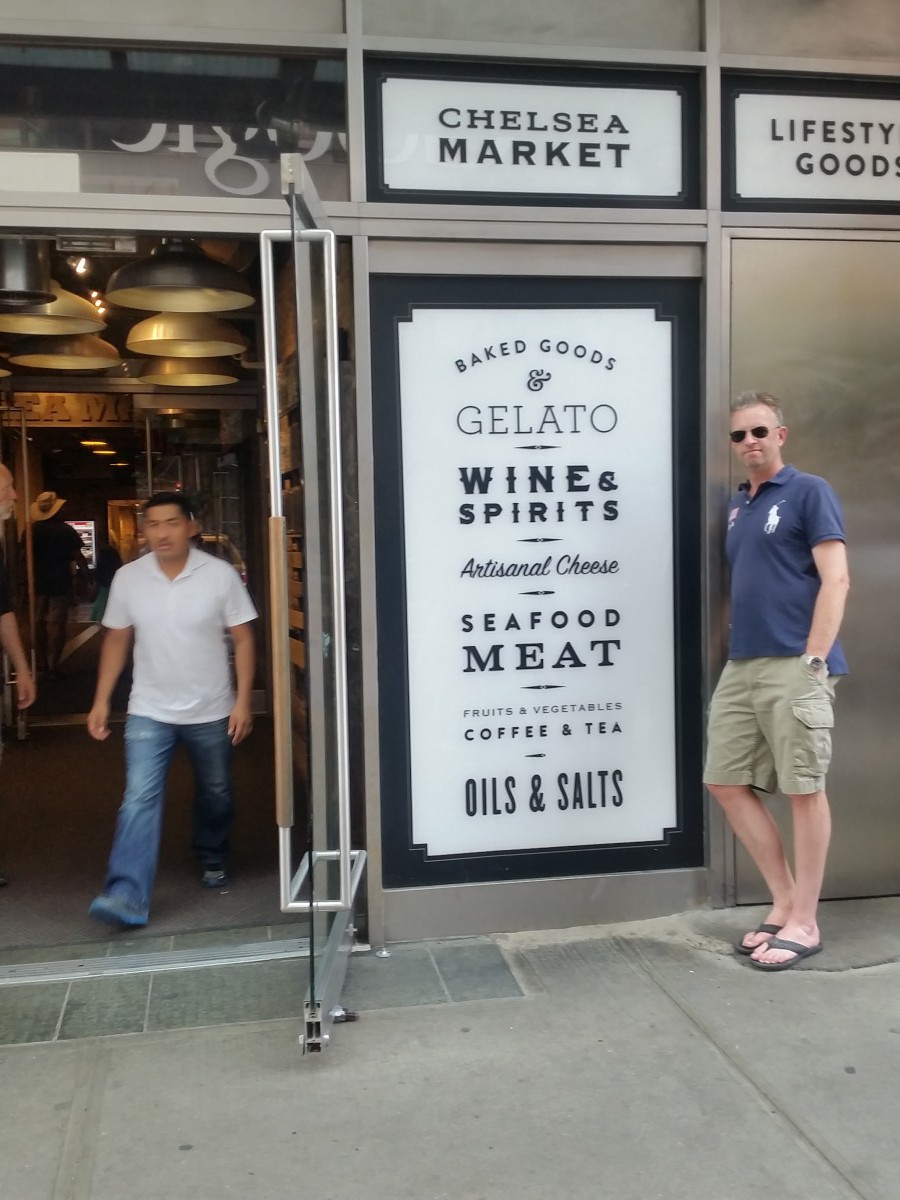 CHELSEA
MARKET
LIFESTY
GOODS
BAKED GOODS
&
GELATO
WINE &
SPIRITS
Artisanal Cheese
SEAFOOD
MEAT
FRUITS & VEGETABLES
COFFEE & TEA
OILS & SALTS